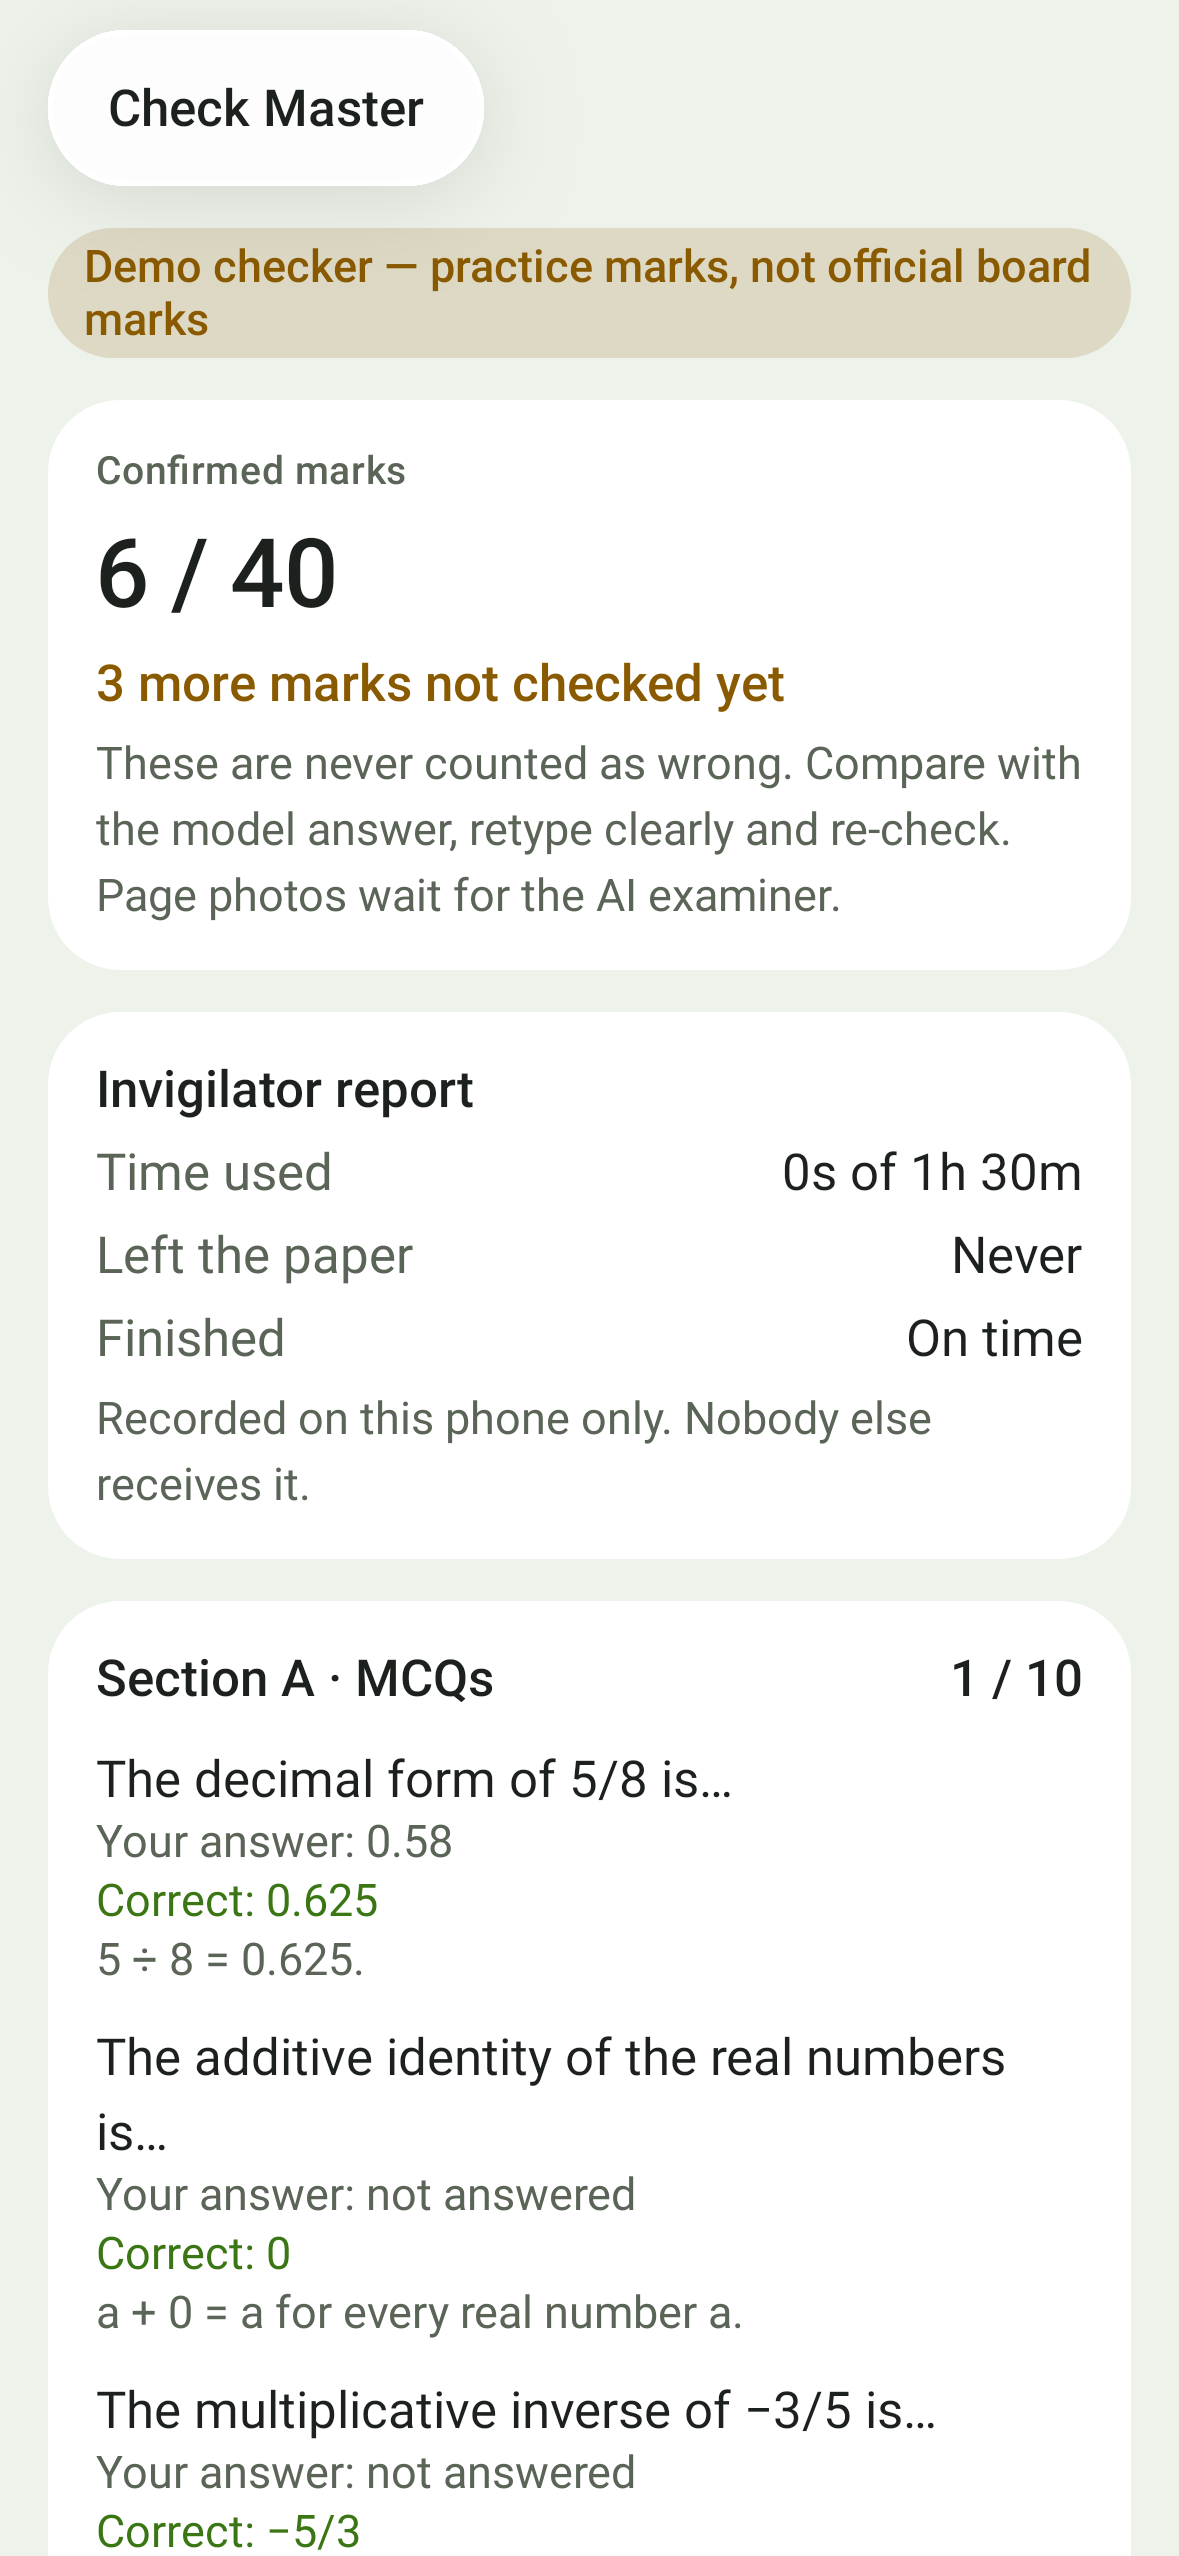 Check Master
Demo checker — practice marks, not official board
marks
Confirmed marks
6 / 40
3 more marks not checked yet
These are never counted as wrong. Compare with
the model answer, retype clearly and re-check.
Page photos wait for the AI examiner.
Invigilator report
Time used 0s of 1h 30m
Left the paper Never
Finished On time
Recorded on this phone only. Nobody else
receives it.
Section A · MCQs 1 / 10
The decimal form of 5/8 is…
Your answer: 0.58
Correct: 0.625
5 ÷ 8 = 0.625.
The additive identity of the real numbers
is…
Your answer: not answered
Correct: 0
a + 0 = a for every real number a.
The multiplicative inverse of −3/5 is…
Your answer: not answered
Correct: −5/3